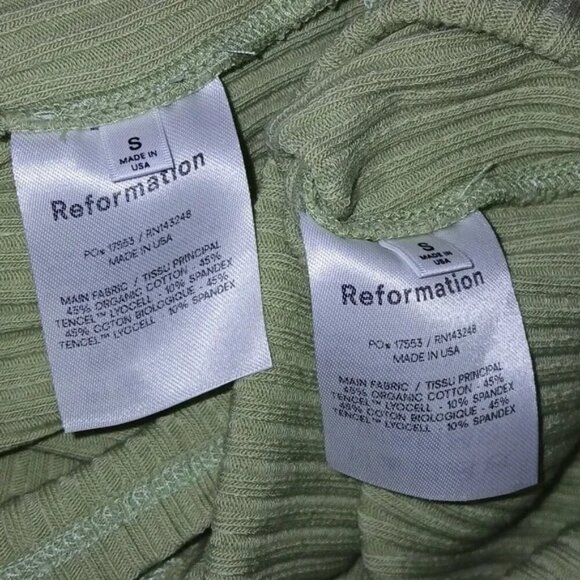 S
MADE IN
USA
Reformation
PO# 17553 / RN143248
MADE IN USA
MAIN FABRIC / TISSU PRINCIPAL
45% ORGANIC COTTON - 45%
TENCEL™ LYOCELL - 10% SPANDEX
45% COTON BIOLOGIQUE - 45%
TENCEL™ LYOCELL 10% SPANDEX
S
MADE IN
USA
Reformation
PO# 17553 / RN143248
MADE IN USA
MAIN FABRIC / TISSU PRINCIPAL
45% ORGANIC COTTON - 45%
TENCEL™ LYOCELL - 10% SPANDEX
45% COTON BIOLOGIQUE - 45%
TENCEL™ LYOCELL 10% SPANDEX